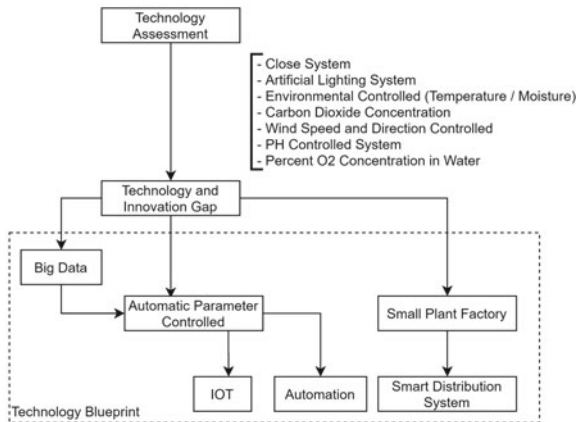 Technology
Assessment
- Close System
- Artificial Lighting System
- Environmental Controlled (Temperature / Moisture)
- Carbon Dioxide Concentration
- Wind Speed and Direction Controlled
- PH Controlled System
- Percent O2 Concentration in Water
Technology and
Innovation Gap
Big Data
Automatic Parameter
Controlled
Small Plant Factory
IOT
Automation
Smart Distribution
System
Technology Blueprint